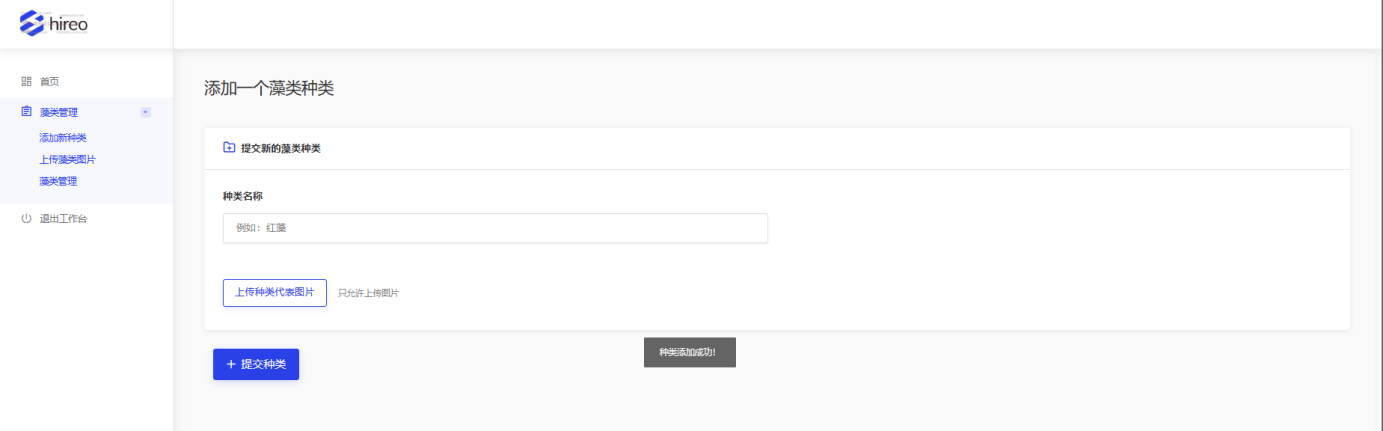 hireo
首页
藻类管理
添加新种类
上传藻类图片
藻类管理
退出工作台
添加一个藻类种类
提交新的藻类种类
种类名称
例如：红藻
上传种类代表图片 只允许上传图片
种类添加成功!
+ 提交种类